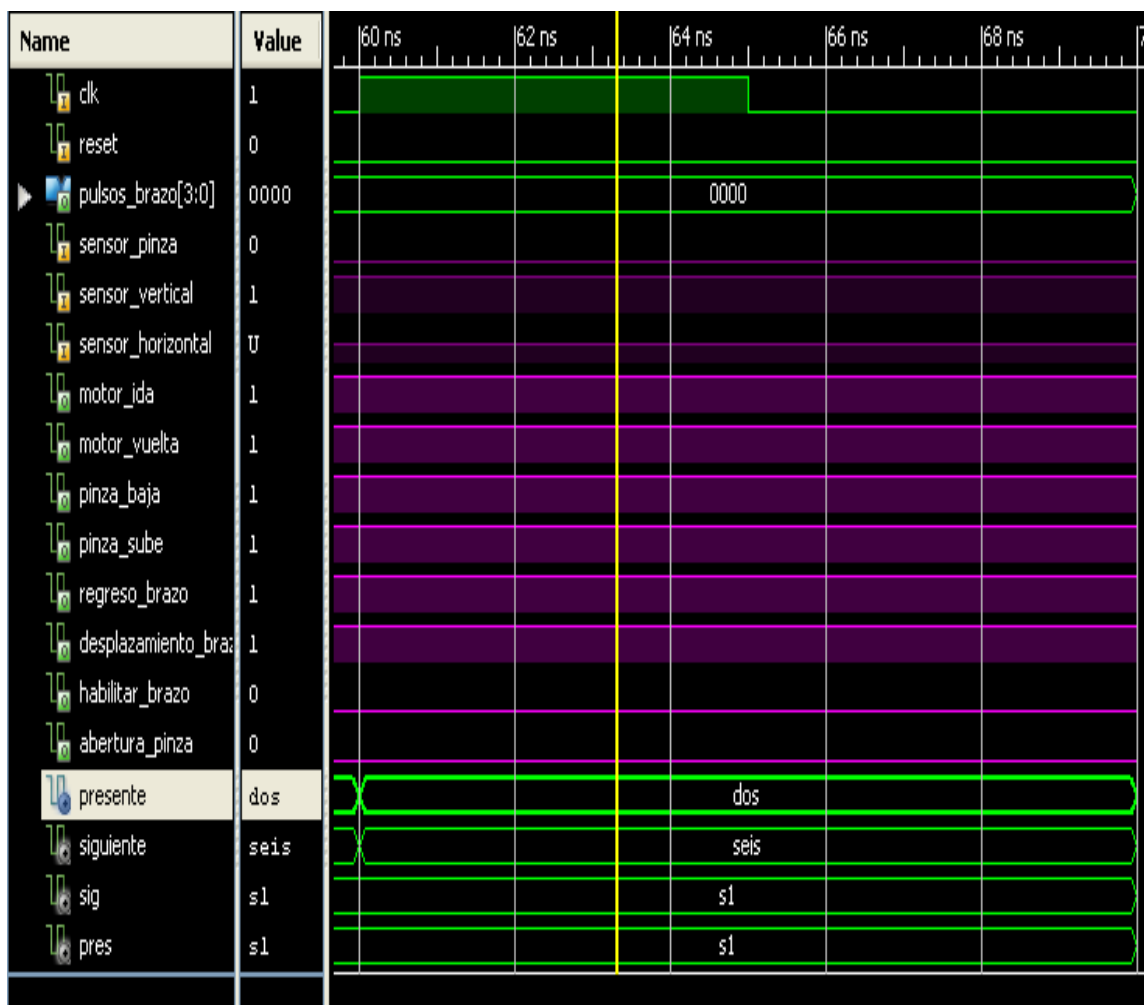 Name Value 60 ns 62 ns 64 ns 66 ns 68 ns 7
clk 1
reset 0
pulsos_brazo[3:0] 0000 0000
sensor_pinza 0
sensor_vertical 1
sensor_horizontal U
motor_ida 1
motor_vuelta 1
pinza_baja 1
pinza_sube 1
regreso_brazo 1
desplazamiento_braz 1
habilitar_brazo 0
abertura_pinza 0
presente dos dos
siguiente seis seis
sig s1 s1
pres s1 s1